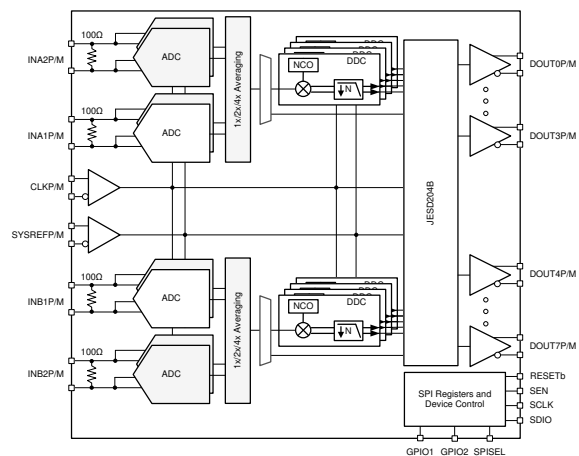 100Ω
INA2P/M
ADC
1x/2x/4x Averaging
DDC
NCO
N
DOUT0P/M
100Ω
INA1P/M
ADC
DOUT3P/M
CLKP/M
JESD204B
SYSREFP/M
100Ω
INB1P/M
ADC
1x/2x/4x Averaging
DDC
NCO
N
DOUT4P/M
100Ω
INB2P/M
ADC
DOUT7P/M
SPI Registers and
Device Control
RESETb
SEN
SCLK
SDIO
GPIO1 GPIO2 SPISEL